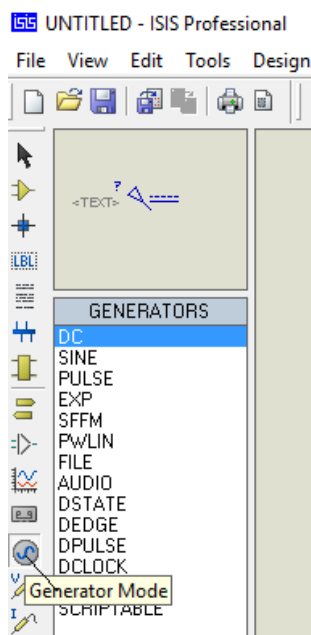 ISIS UNTITLED - ISIS Professional
File View Edit Tools Design
?
<TEXT>
LBL
GENERATORS
DC
SINE
PULSE
EXP
SFFM
PWLIN
FILE
AUDIO
DSTATE
DEDGE
DPULSE
DCLOCK
V
Generator Mode
SCRIPTABLE
I